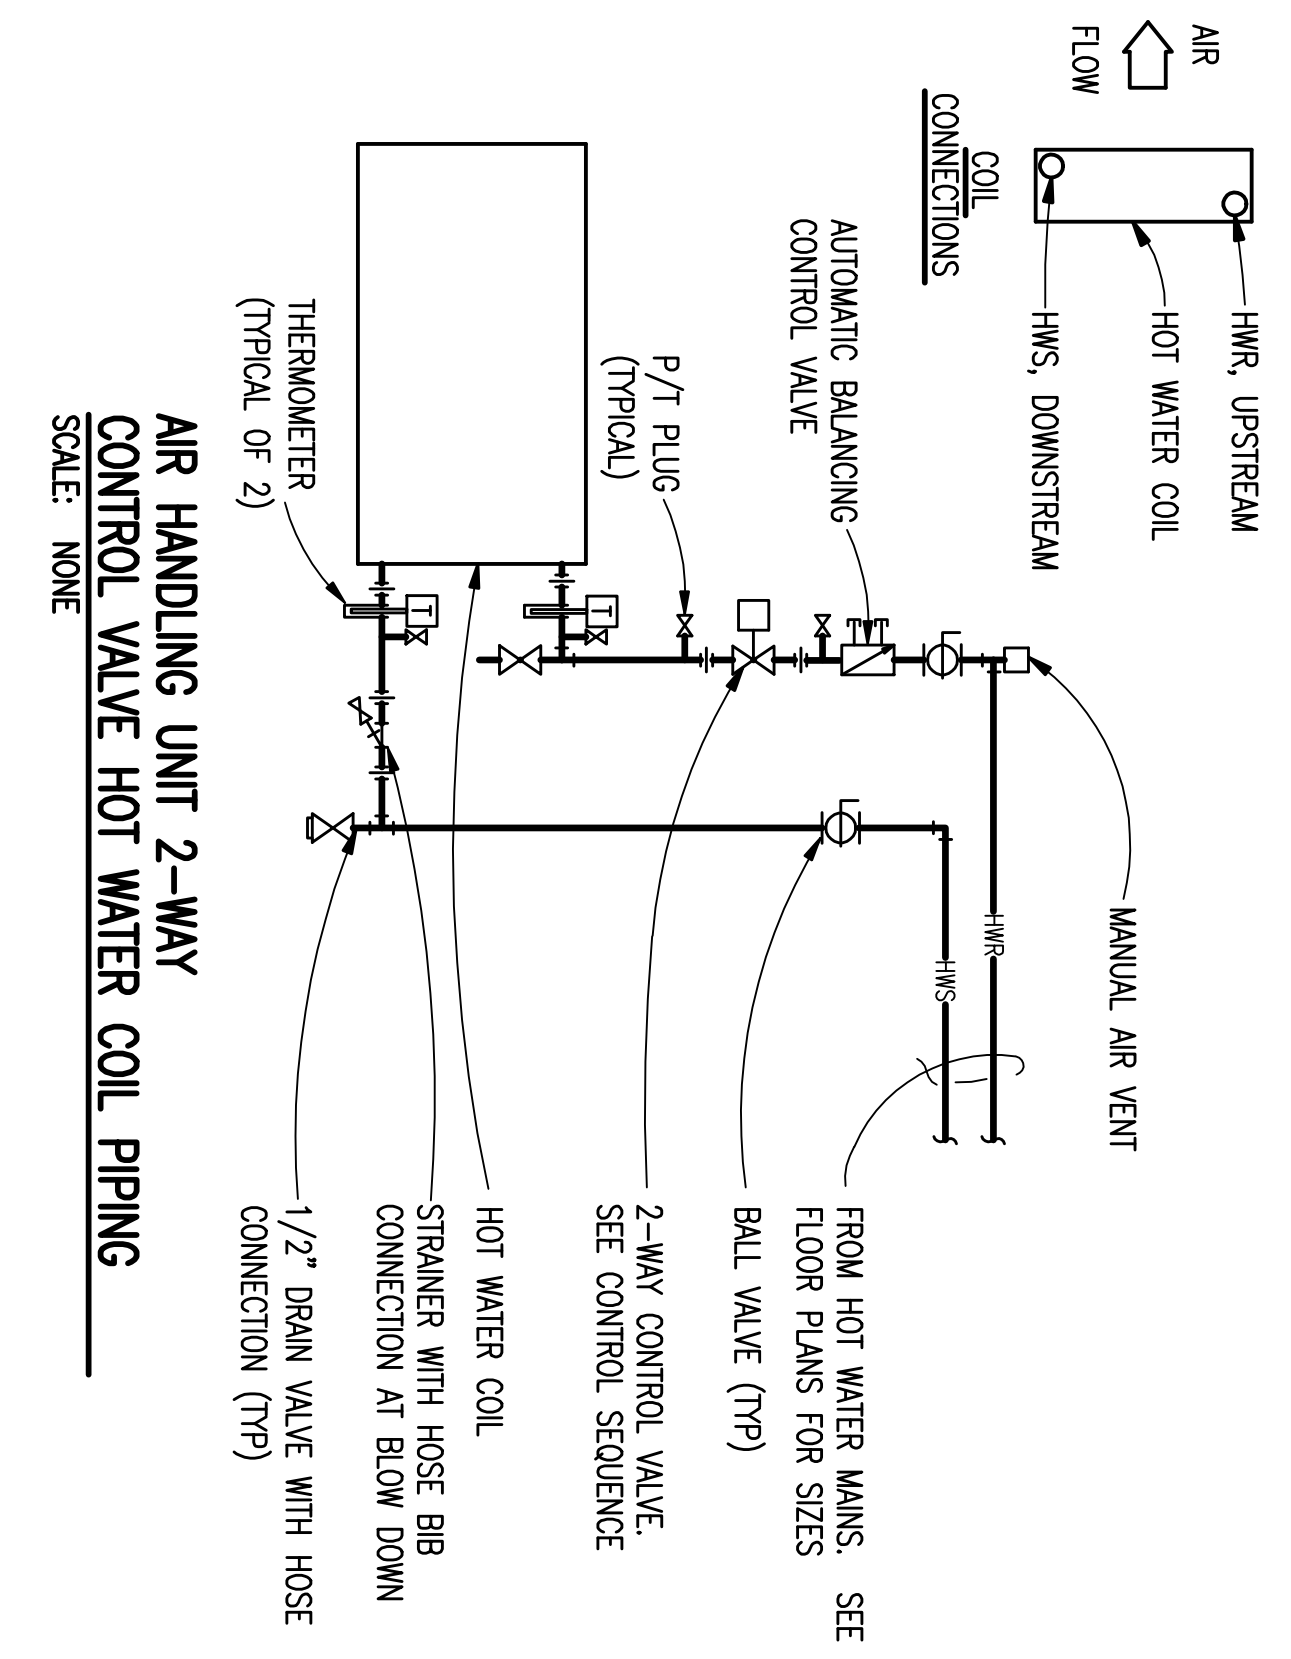 AIR
FLOW
COIL
CONNECTIONS
HWR, UPSTREAM
HOT WATER COIL
HWS, DOWNSTREAM
AUTOMATIC BALANCING
CONTROL VALVE
P/T PLUG
(TYPICAL)
THERMOMETER
(TYPICAL OF 2)
T
T
MANUAL AIR VENT
HWR
HWS
FROM HOT WATER MAINS. SEE
FLOOR PLANS FOR SIZES
BALL VALVE (TYP)
2-WAY CONTROL VALVE.
SEE CONTROL SEQUENCE
HOT WATER COIL
STRAINER WITH HOSE BIB
CONNECTION AT BLOW DOWN
1/2" DRAIN VALVE WITH HOSE
CONNECTION (TYP)
AIR HANDLING UNIT 2-WAY
CONTROL VALVE HOT WATER COIL PIPING
SCALE: NONE